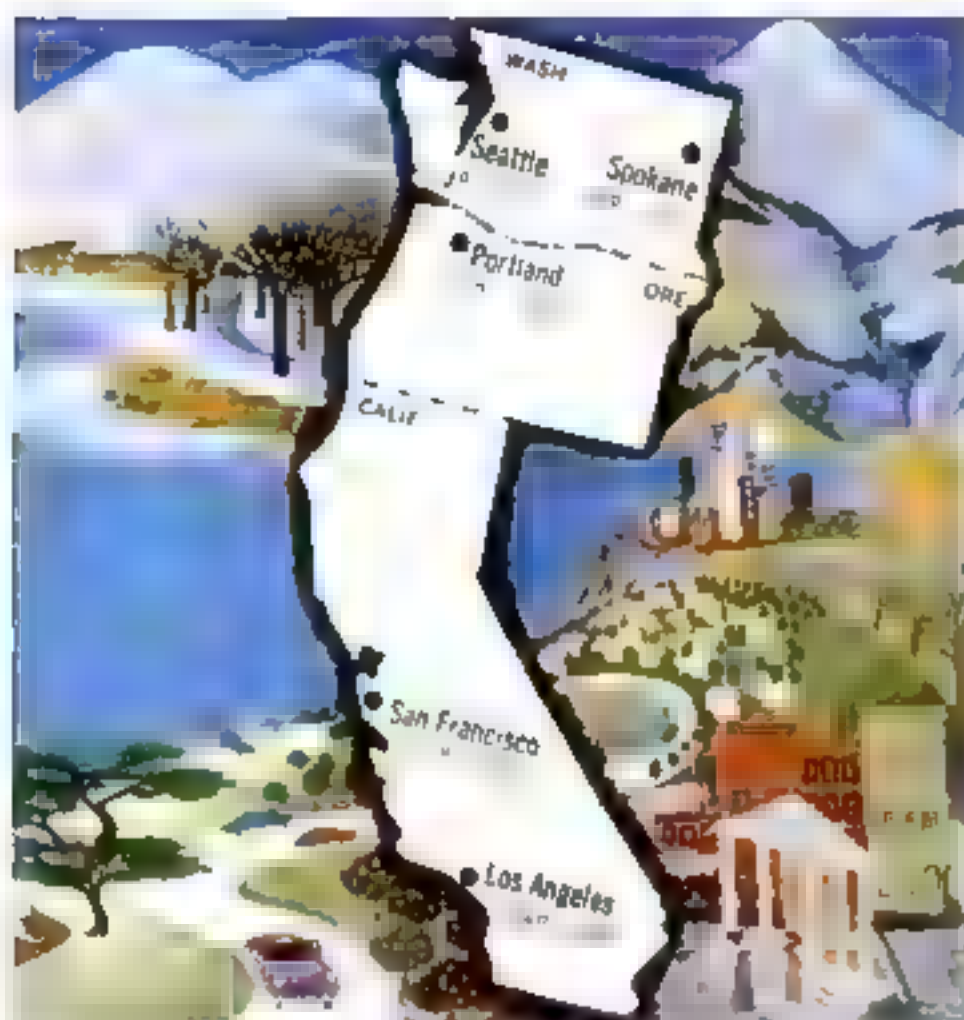 WASH
Seattle
Spokane
Portland
ORE
CALIF
San Francisco
Los Angeles